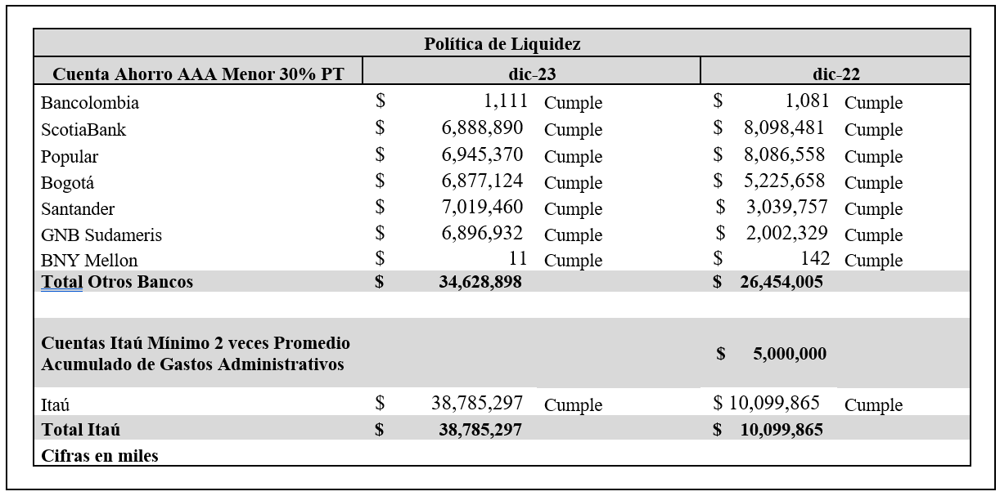 Política de Liquidez
Cuenta Ahorro AAA Menor 30% PT dic-23 dic-22
Bancolombia $ 1,111 Cumple $ 1,081 Cumple
ScotiaBank $ 6,888,890 Cumple $ 8,098,481 Cumple
Popular $ 6,945,370 Cumple $ 8,086,558 Cumple
Bogotá $ 6,877,124 Cumple $ 5,225,658 Cumple
Santander $ 7,019,460 Cumple $ 3,039,757 Cumple
GNB Sudameris $ 6,896,932 Cumple $ 2,002,329 Cumple
BNY Mellon $ 11 Cumple $ 142 Cumple
Total Otros Bancos $ 34,628,898 $ 26,454,005
Cuentas Itaú Mínimo 2 veces Promedio
Acumulado de Gastos Administrativos $ 5,000,000
Itaú $ 38,785,297 Cumple $ 10,099,865 Cumple
Total Itaú $ 38,785,297 $ 10,099,865
Cifras en miles